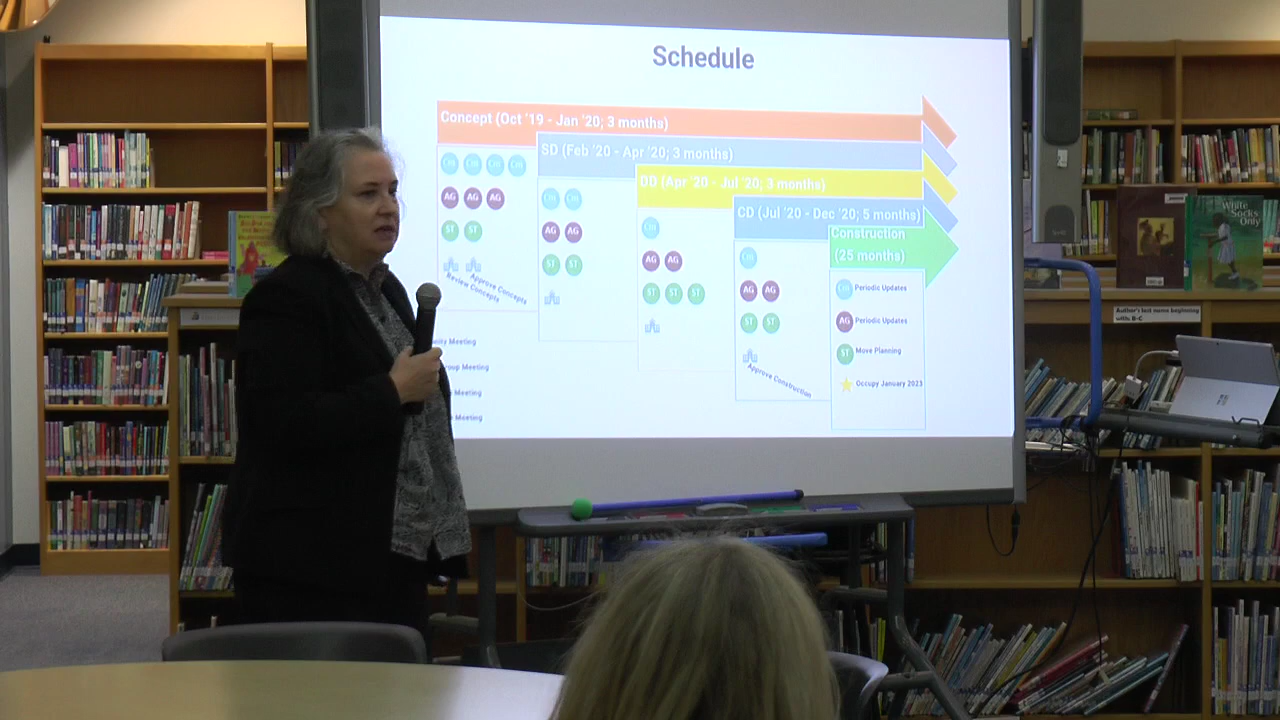 Schedule
Concept (Oct '19 - Jan '20; 3 months)
SD (Feb '20 - Apr '20; 3 months)
DD (Apr '20 - Jul '20; 3 months)
CD (Jul '20 - Dec '20; 5 months)
Construction
(25 months)
CM CM CM CM
AG AG AG
ST ST
Review Concepts
Approve Concepts
CM CM
AG AG
ST ST
CM
AG AG
ST ST ST
CM
AG AG
ST ST
Approve Construction
CM Periodic Updates
AG Periodic Updates
ST Move Planning
Occupy January 2023
Meeting
Meeting
Meeting
Meeting
White
Socks
Only
Author's last name beginning
with: B-C